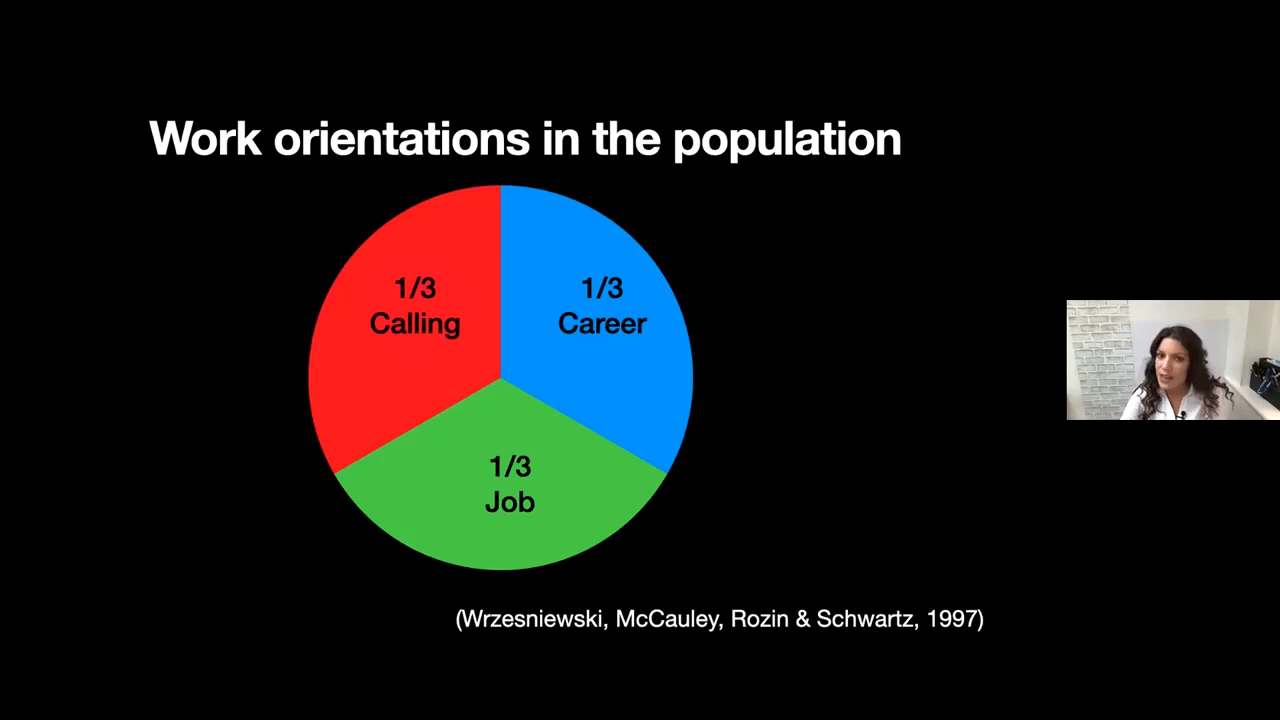 Work orientations in the population
1/3
Calling
1/3
Career
1/3
Job
(Wrzesniewski, McCauley, Rozin & Schwartz, 1997)